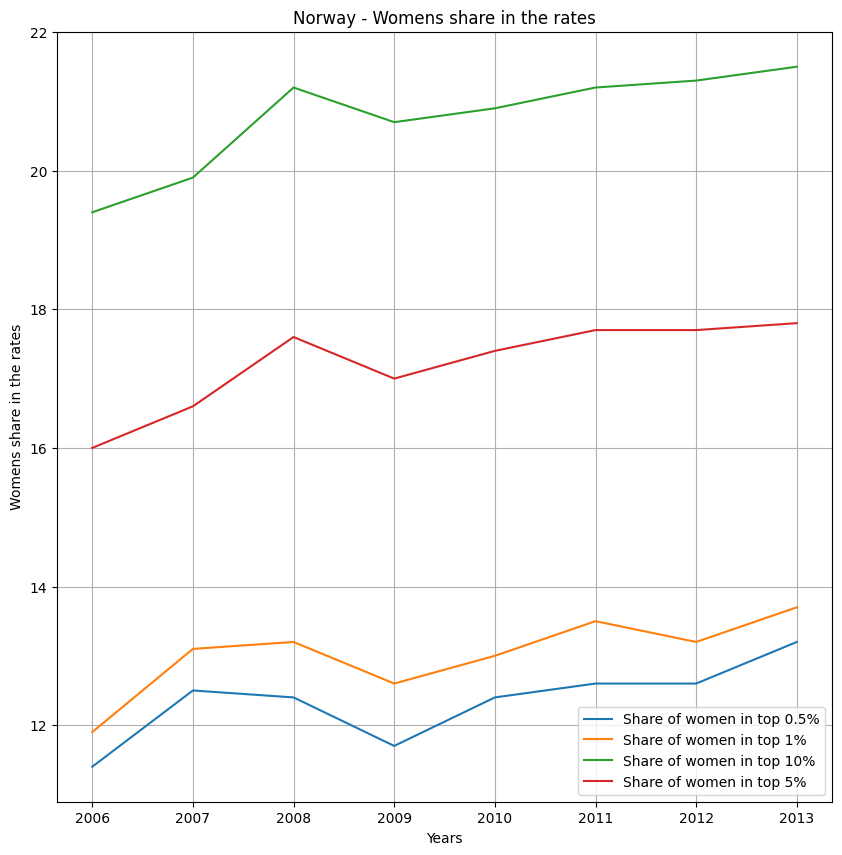 Norway - Womens share in the rates
22
20
18
16
14
12
Womens share in the rates
2006 2007 2008 2009 2010 2011 2012 2013
Years
Share of women in top 0.5%
Share of women in top 1%
Share of women in top 10%
Share of women in top 5%